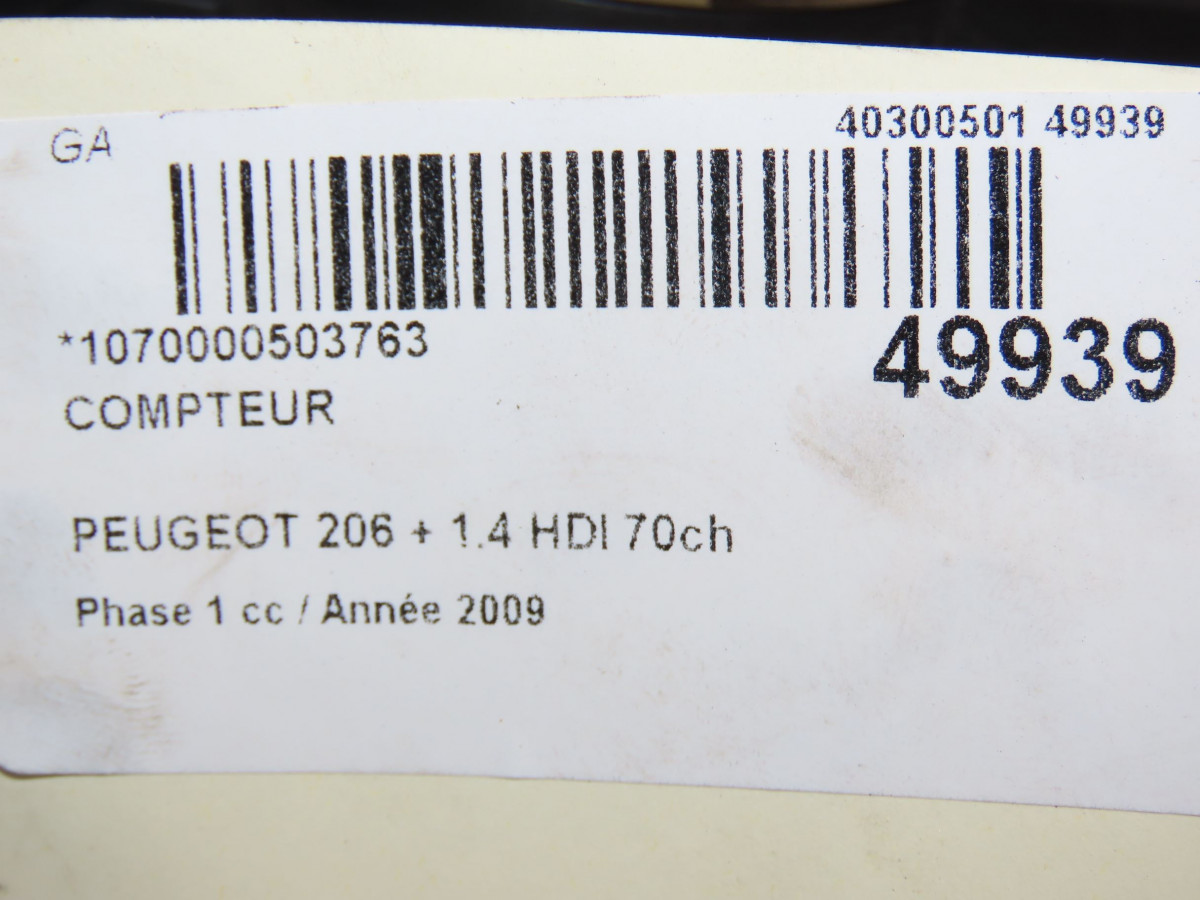 GA
40300501 49939
*1070000503763
49939
COMPTEUR
PEUGEOT 206 + 1.4 HDI 70ch
Phase 1 cc / Année 2009